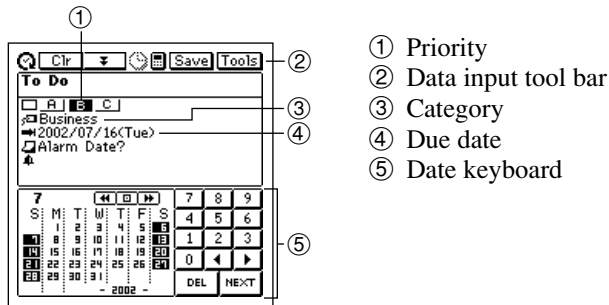 ①
Clr Save Tools ②
To Do
A B C
Business ③
2002/07/16(Tue) ④
Alarm Date?
7
S M T W T F S
1 2 3 4 5 6
7 8 9 10 11 12 13
14 15 16 17 18 19 20
21 22 23 24 25 26 27
28 29 30 31
- 2002 -
7 8 9
4 5 6
1 2 3
0
DEL NEXT
⑤
① Priority
② Data input tool bar
③ Category
④ Due date
⑤ Date keyboard